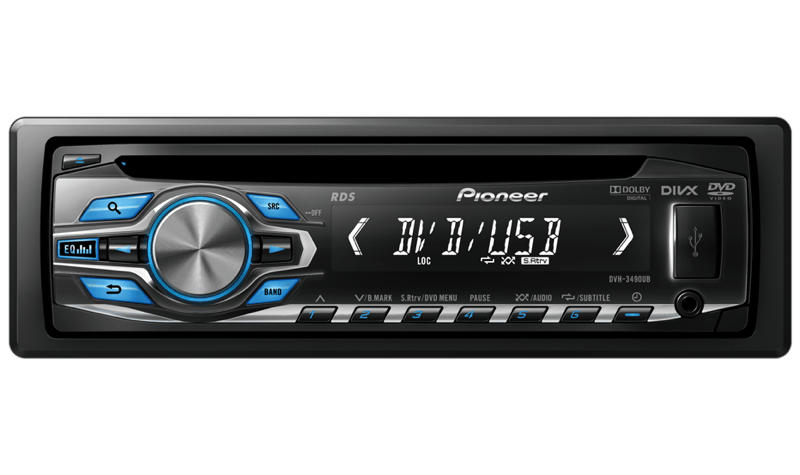 RDS
Pioneer
DOLBY
DIGITAL
DIVX
DVD
VIDEO
SRC
OFF
EQ
DVD/USB
LOC
S.Rtrv
BAND
DVH-3490UB
/B.MARK S.Rtrv/DVD MENU PAUSE /AUDIO /SUBTITLE
1 2 3 4 5 6